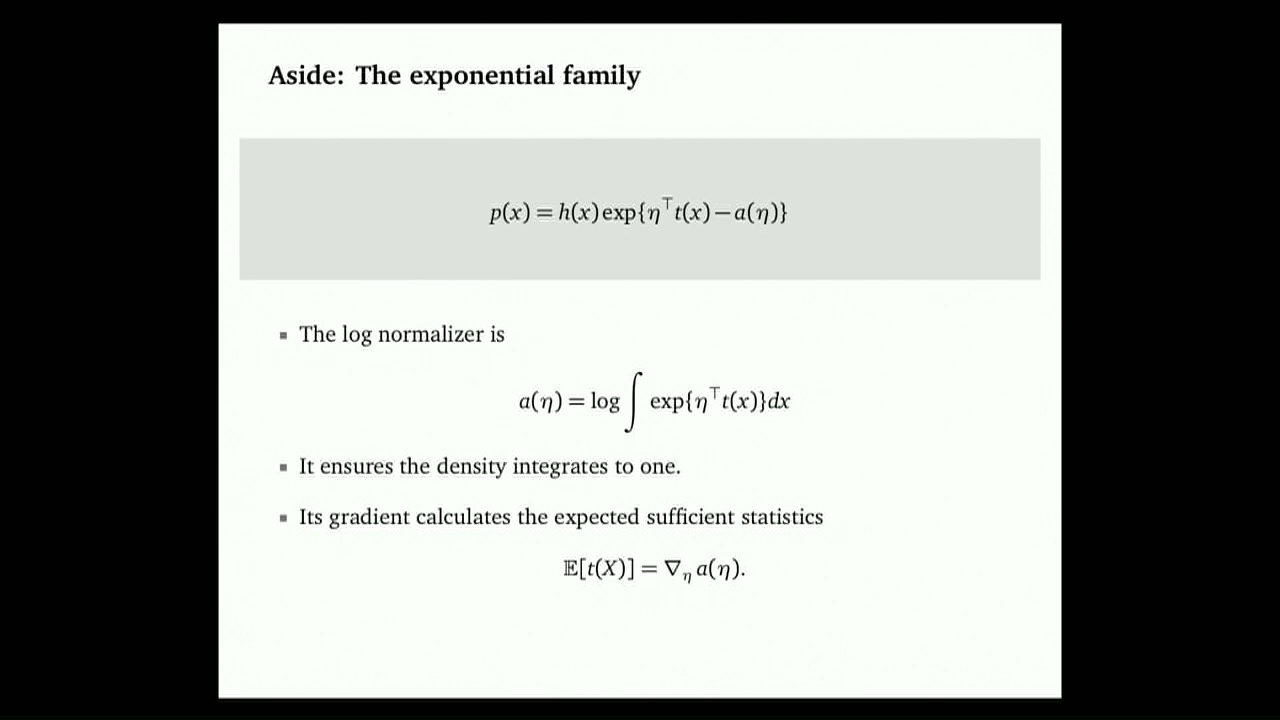 Aside: The exponential family
p(x) = h(x) exp{η⊤t(x) − a(η)}
▪ The log normalizer is
a(η) = log ∫ exp{η⊤t(x)}dx
▪ It ensures the density integrates to one.
▪ Its gradient calculates the expected sufficient statistics
𝔼[t(X)] = ∇η a(η).